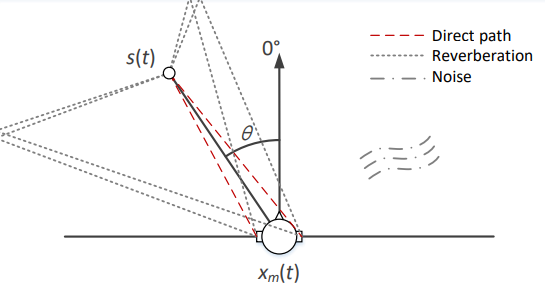 0°
Direct path
s(t)
Reverberation
Noise
θ
xm(t)